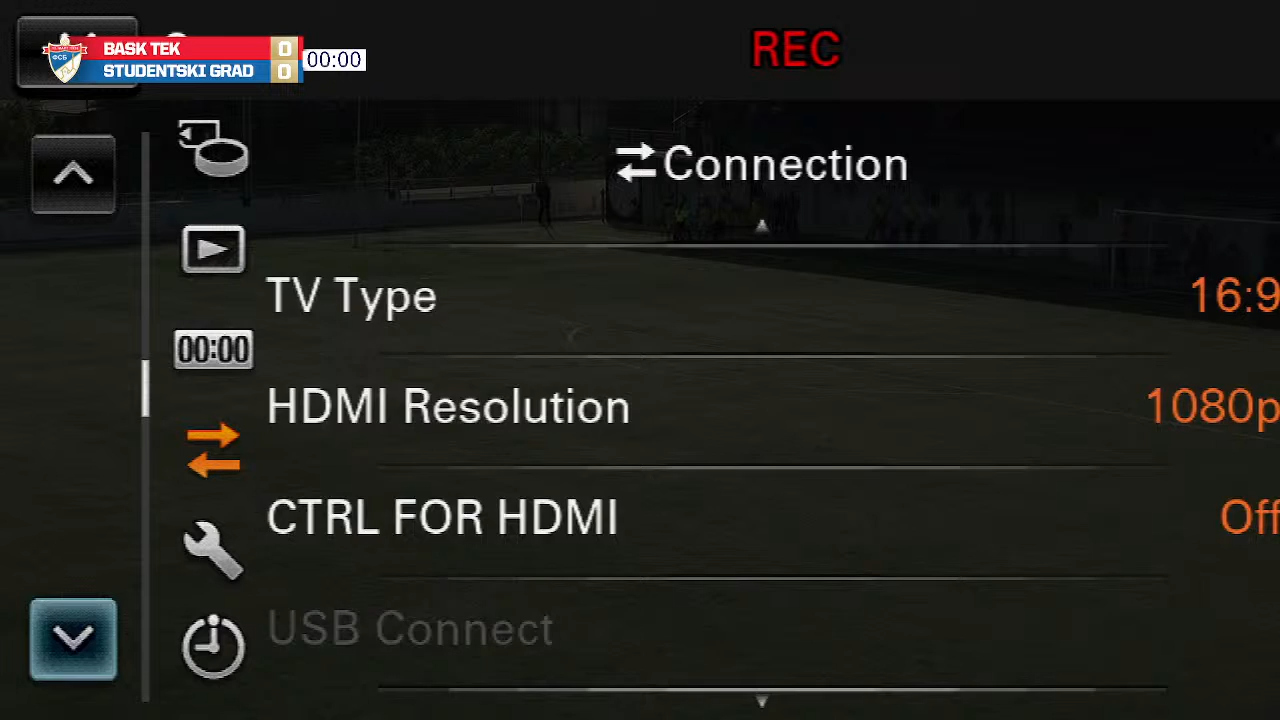 BASK TEK 0
STUDENTSKI GRAD 0
00:00
REC
ФСБ
Connection
TV Type 16:9
00:00
HDMI Resolution 1080p
CTRL FOR HDMI Off
USB Connect